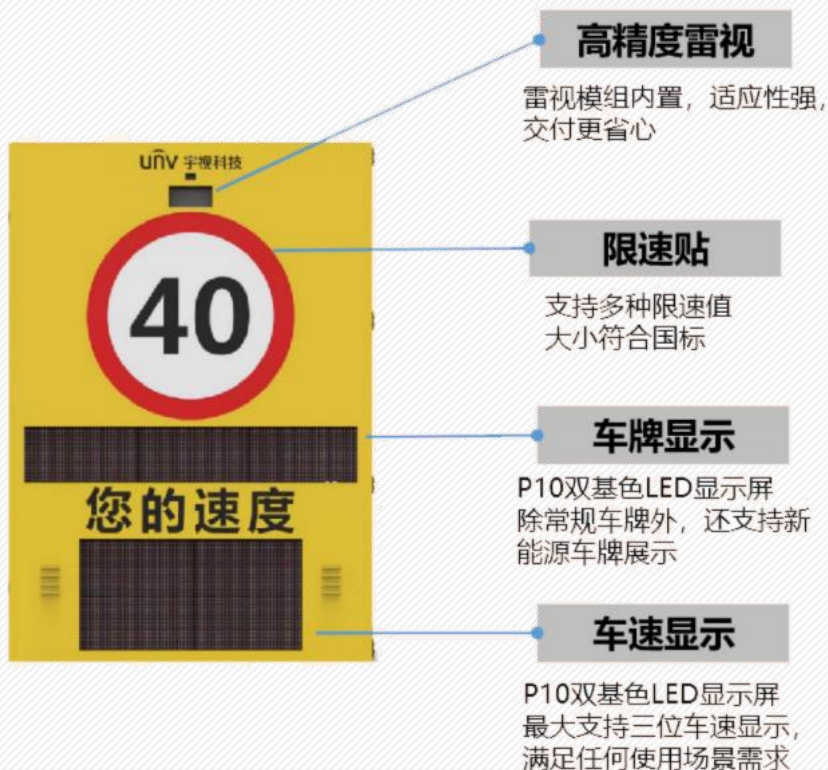 高精度雷视
雷视模组内置，适应性强，
交付更省心
unv 宇视科技
40
限速贴
支持多种限速值
大小符合国标
车牌显示
P10双基色LED显示屏
除常规车牌外，还支持新
能源车牌展示
您的速度
车速显示
P10双基色LED显示屏
最大支持三位车速显示，
满足任何使用场景需求